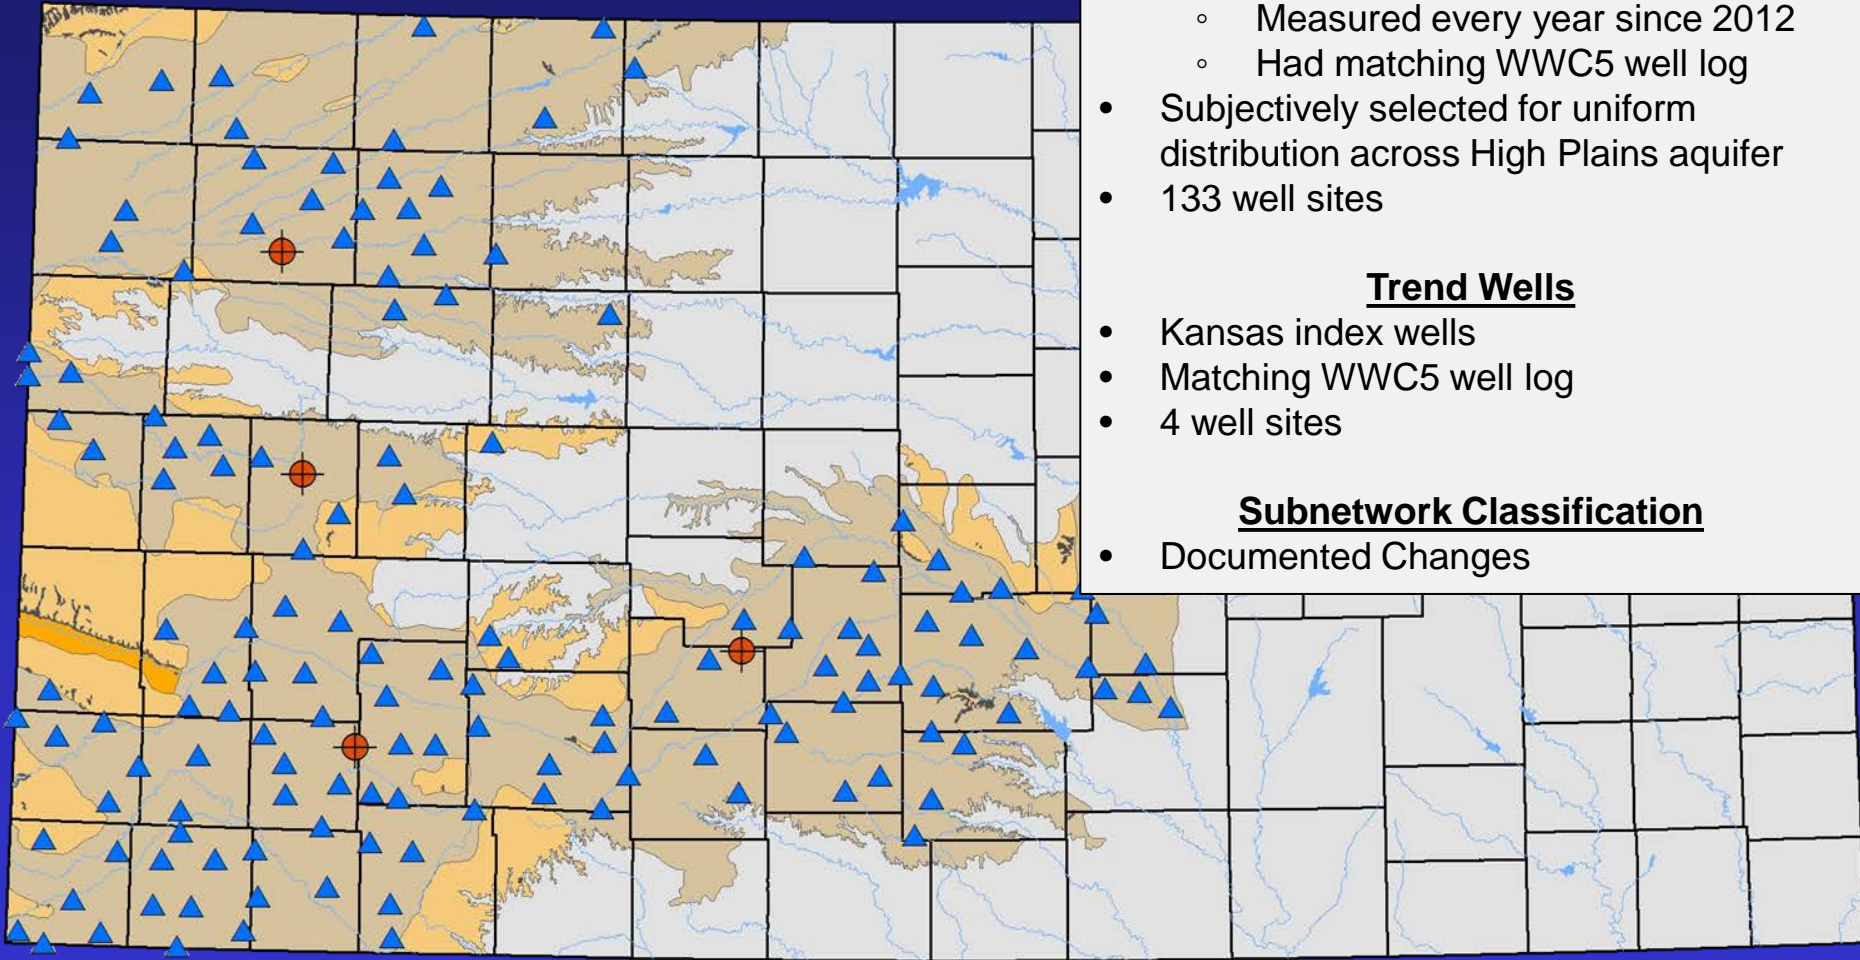 ◦ Measured every year since 2012
◦ Had matching WWC5 well log
• Subjectively selected for uniform
distribution across High Plains aquifer
• 133 well sites
Trend Wells
• Kansas index wells
• Matching WWC5 well log
• 4 well sites
Subnetwork Classification
• Documented Changes